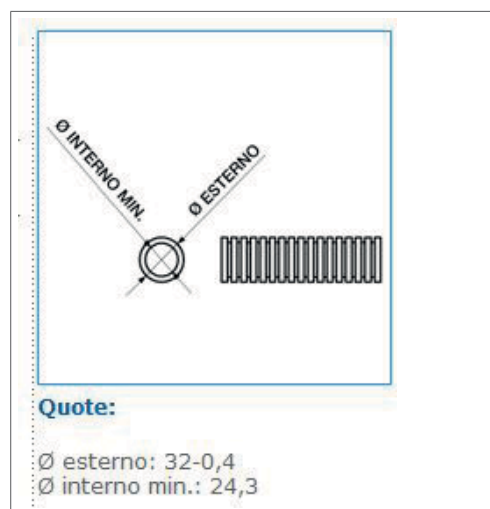 Ø INTERNO MIN.
Ø ESTERNO
Quote:
Ø esterno: 32-0,4
Ø interno min.: 24,3